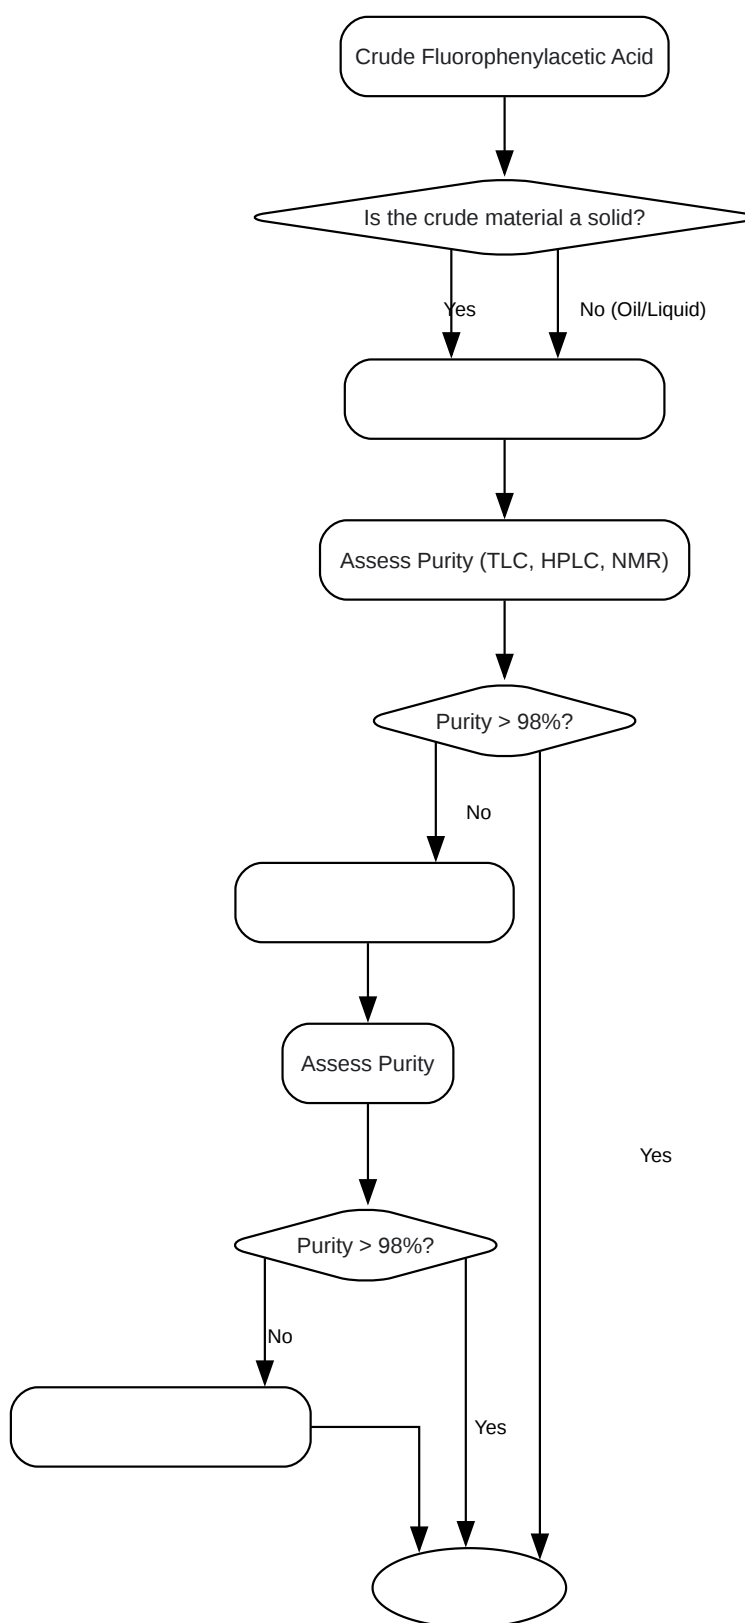 Crude Fluorophenylacetic Acid
Is the crude material a solid?
Yes
No (Oil/Liquid)
Assess Purity (TLC, HPLC, NMR)
Purity > 98%?
No
Assess Purity
Yes
Purity > 98%?
No
Yes